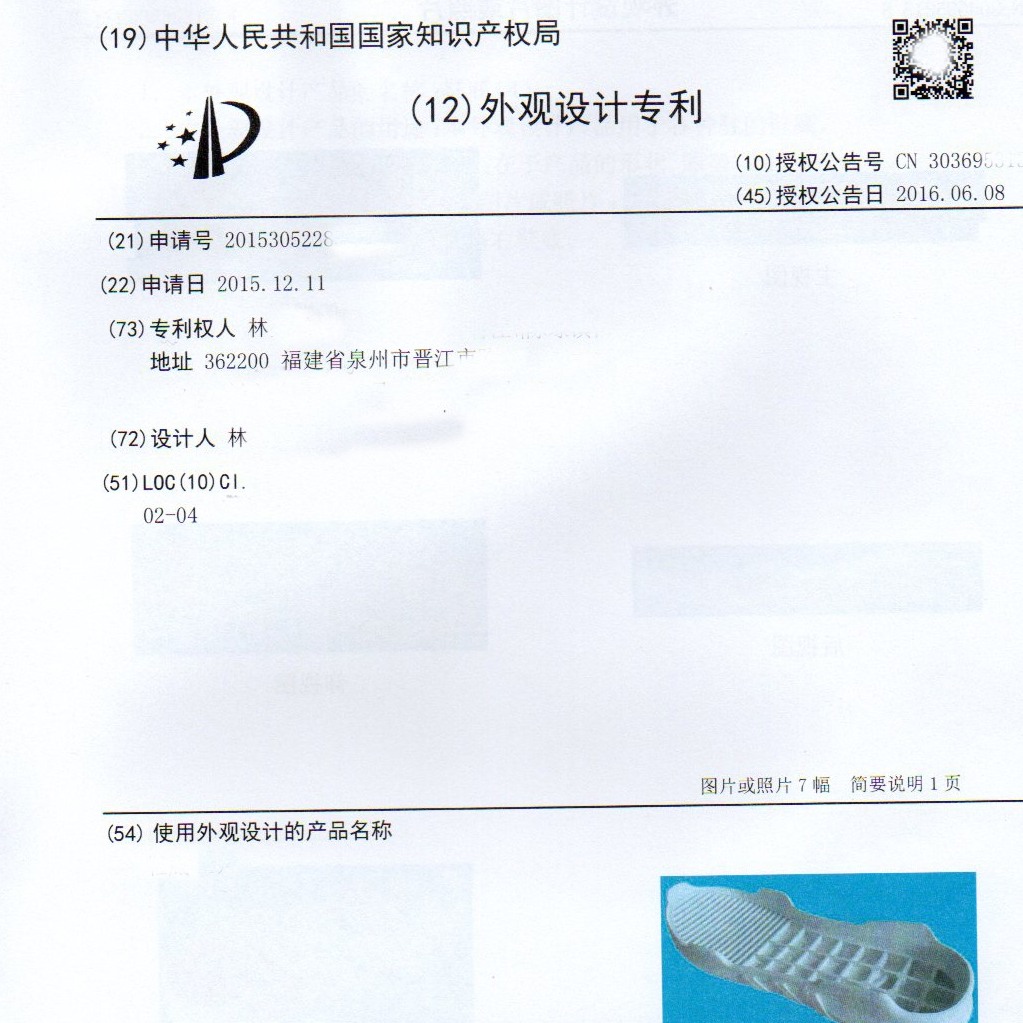 (19)中华人民共和国国家知识产权局
(12)外观设计专利
(10)授权公告号 CN 303695
(45)授权公告日 2016.06.08
(21)申请号 2015305228
(22)申请日 2015.12.11
(73)专利权人 林
地址 362200 福建省泉州市晋江市
(72)设计人 林
(51)LOC(10)Cl.
02-04
图片或照片 7 幅 简要说明 1 页
(54)使用外观设计的产品名称